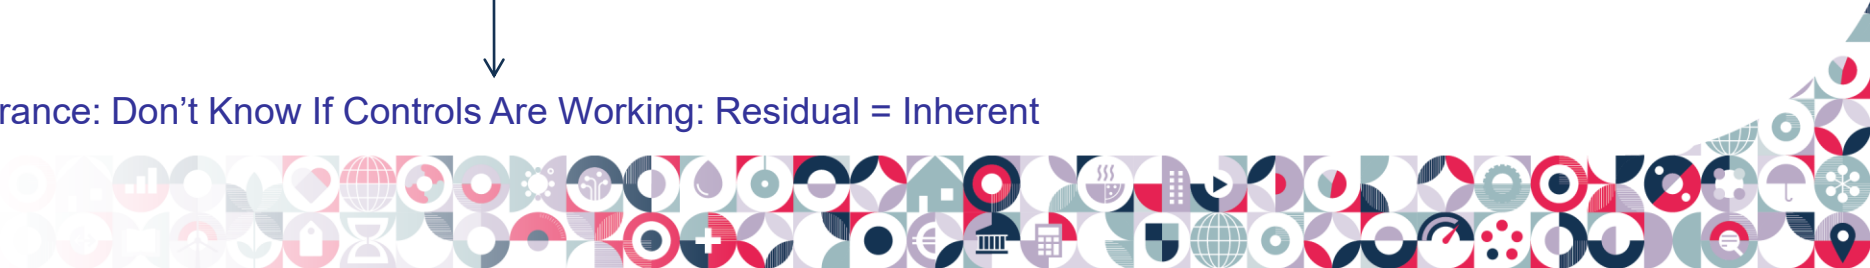 rance: Don’t Know If Controls Are Working: Residual = Inherent